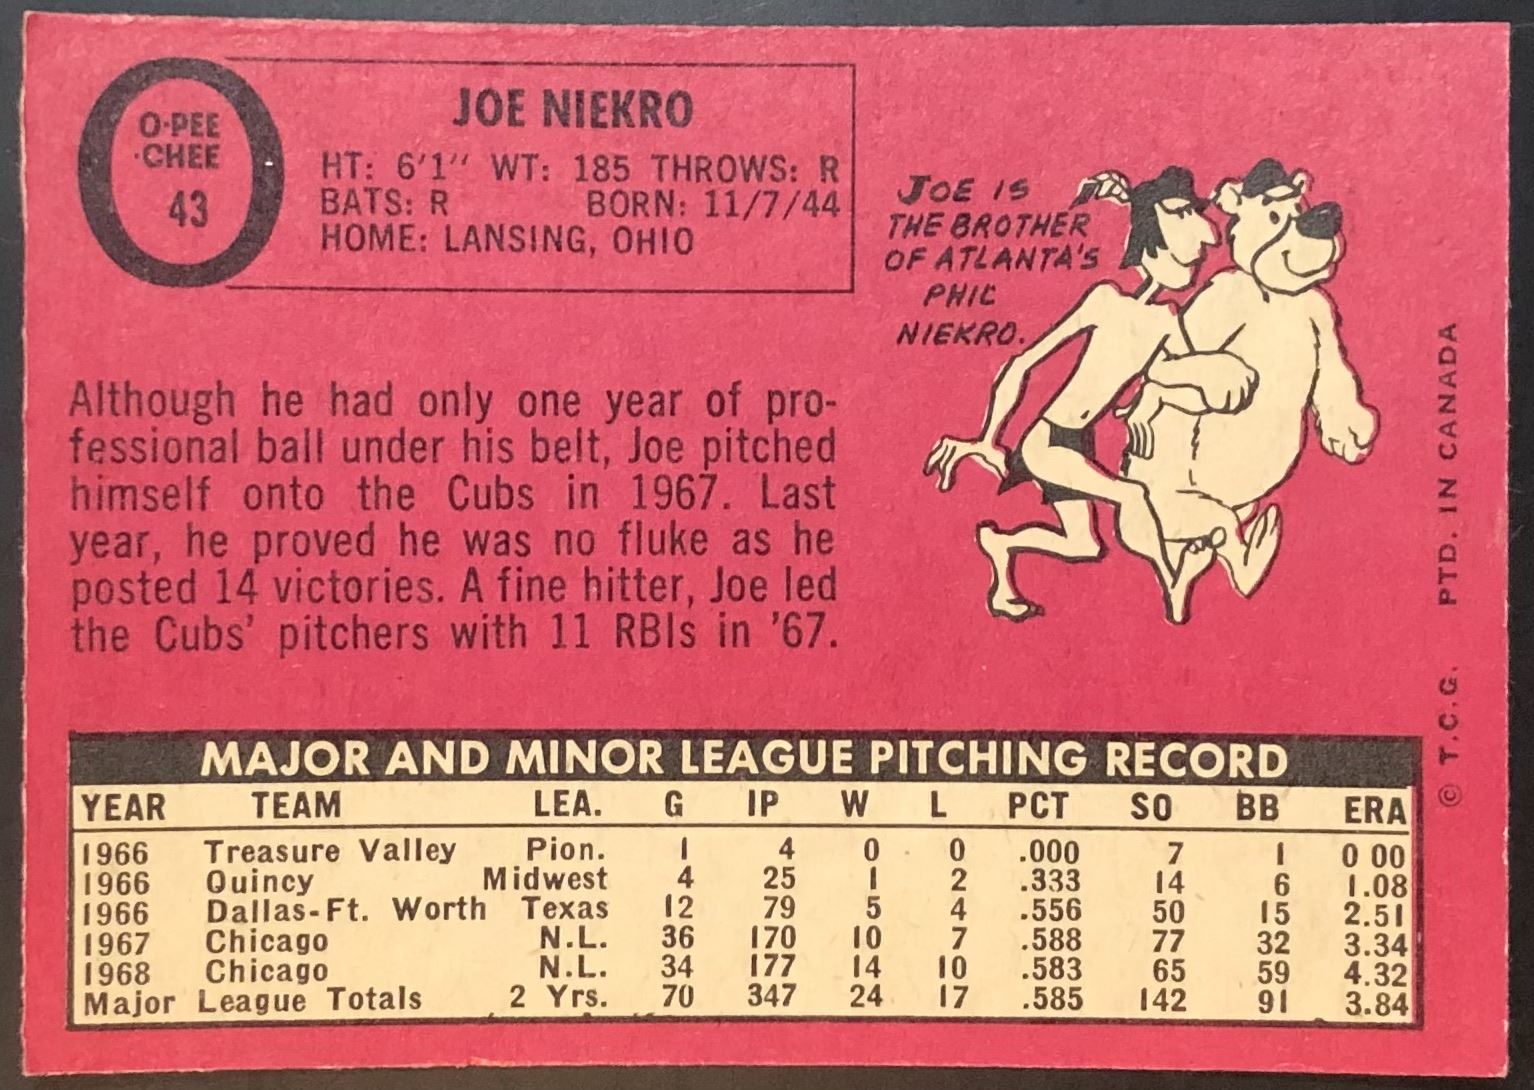 O-PEE
-CHEE
43
JOE NIEKRO
HT: 6'1" WT: 185 THROWS: R
BATS: R BORN: 11/7/44
HOME: LANSING, OHIO
JOE IS
THE BROTHER
OF ATLANTA'S
PHIL
NIEKRO.
Although he had only one year of pro-
fessional ball under his belt, Joe pitched
himself onto the Cubs in 1967. Last
year, he proved he was no fluke as he
posted 14 victories. A fine hitter, Joe led
the Cubs' pitchers with 11 RBIs in '67.
MAJOR AND MINOR LEAGUE PITCHING RECORD
YEAR TEAM LEA. G IP W L PCT SO BB ERA
1966 Treasure Valley Pion. 1 4 0 0 .000 7 1 0 00
1966 Quincy Midwest 4 25 1 2 .333 14 6 1.08
1966 Dallas-Ft. Worth Texas 12 79 5 4 .556 50 15 2.51
1967 Chicago N.L. 36 170 10 7 .588 77 32 3.34
1968 Chicago N.L. 34 177 14 10 .583 65 59 4.32
Major League Totals 2 Yrs. 70 347 24 17 .585 142 91 3.84
© T.C.G. PTD. IN CANADA